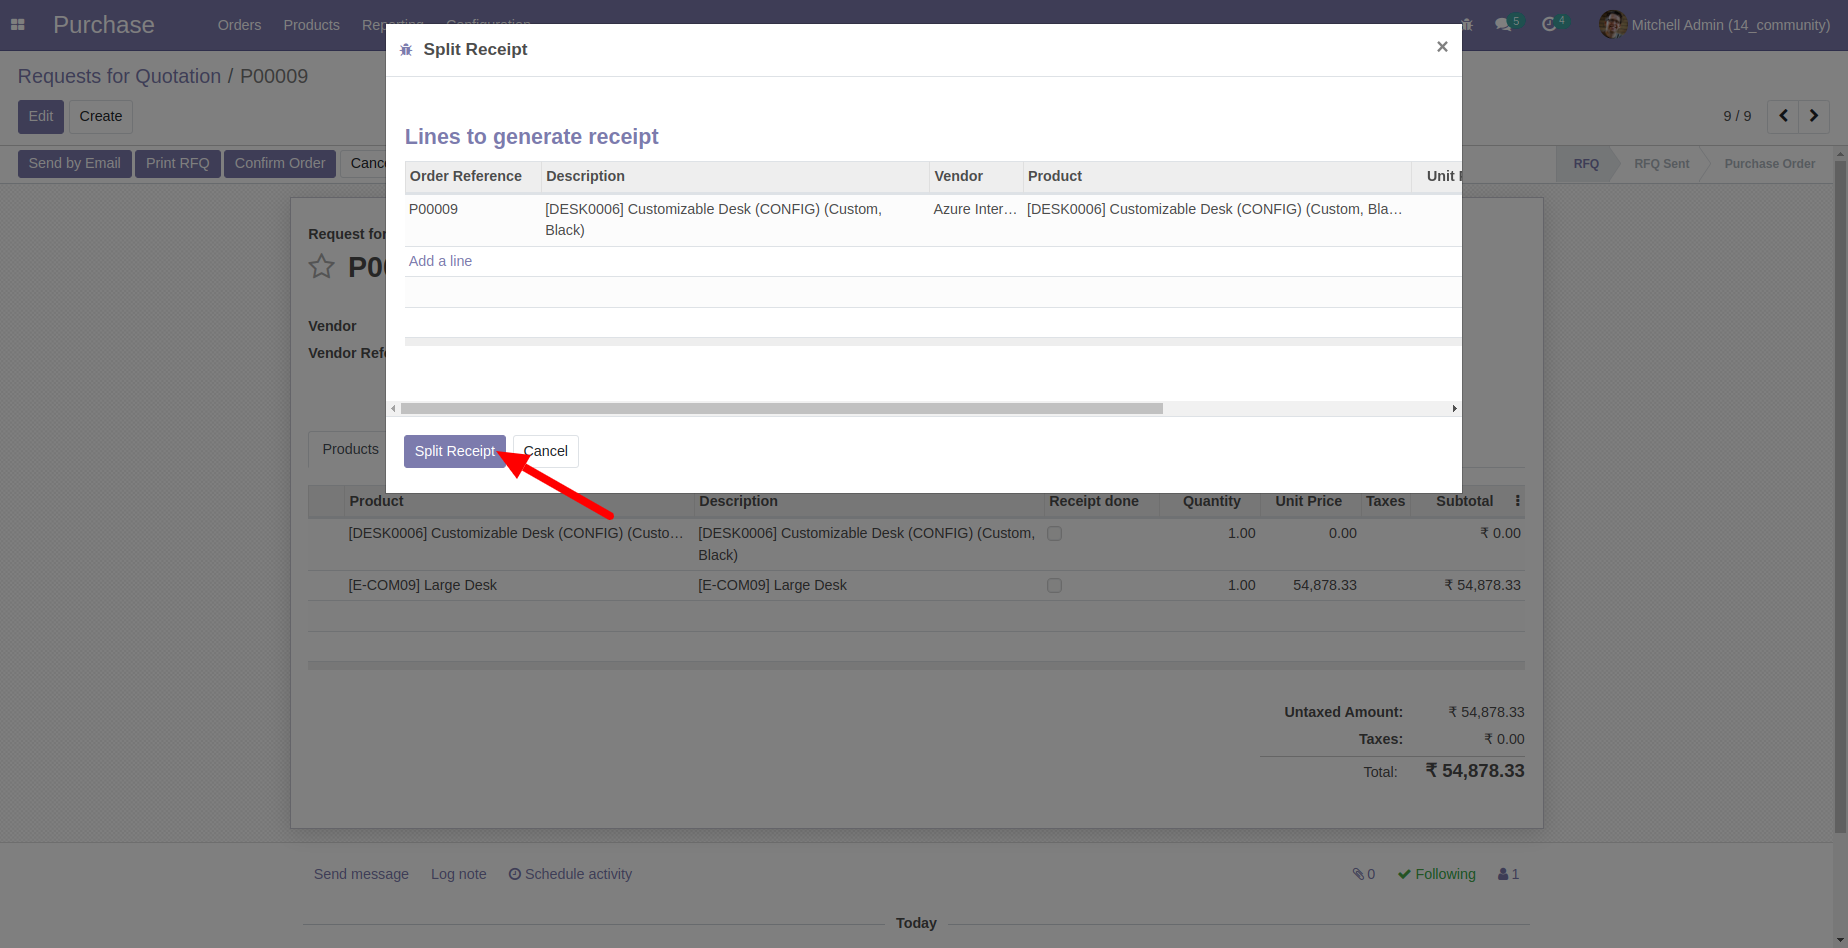 Purchase Orders Products 5 4 Mitchell Admin (14_community)
Split Receipt ×
Requests for Quotation / P00009
Edit Create 9 / 9
Send by Email Print RFQ Confirm Order RFQ RFQ Sent Purchase Order
Lines to generate receipt
Order Reference Description Vendor Product Unit
P00009 [DESK0006] Customizable Desk (CONFIG) (Custom, Azure Inter... [DESK0006] Customizable Desk (CONFIG) (Custom, Bla...
Black)
Add a line
Request for
Vendor
Vendor Refe
Split Receipt Cancel
Products
Product Description Receipt done Quantity Unit Price Taxes Subtotal
[DESK0006] Customizable Desk (CONFIG) (Custo... [DESK0006] Customizable Desk (CONFIG) (Custom, 1.00 0.00 ₹ 0.00
Black)
[E-COM09] Large Desk [E-COM09] Large Desk 1.00 54,878.33 ₹ 54,878.33
Untaxed Amount: ₹ 54,878.33
Taxes: ₹ 0.00
Total: ₹ 54,878.33
Send message Log note Schedule activity 0 Following 1
Today